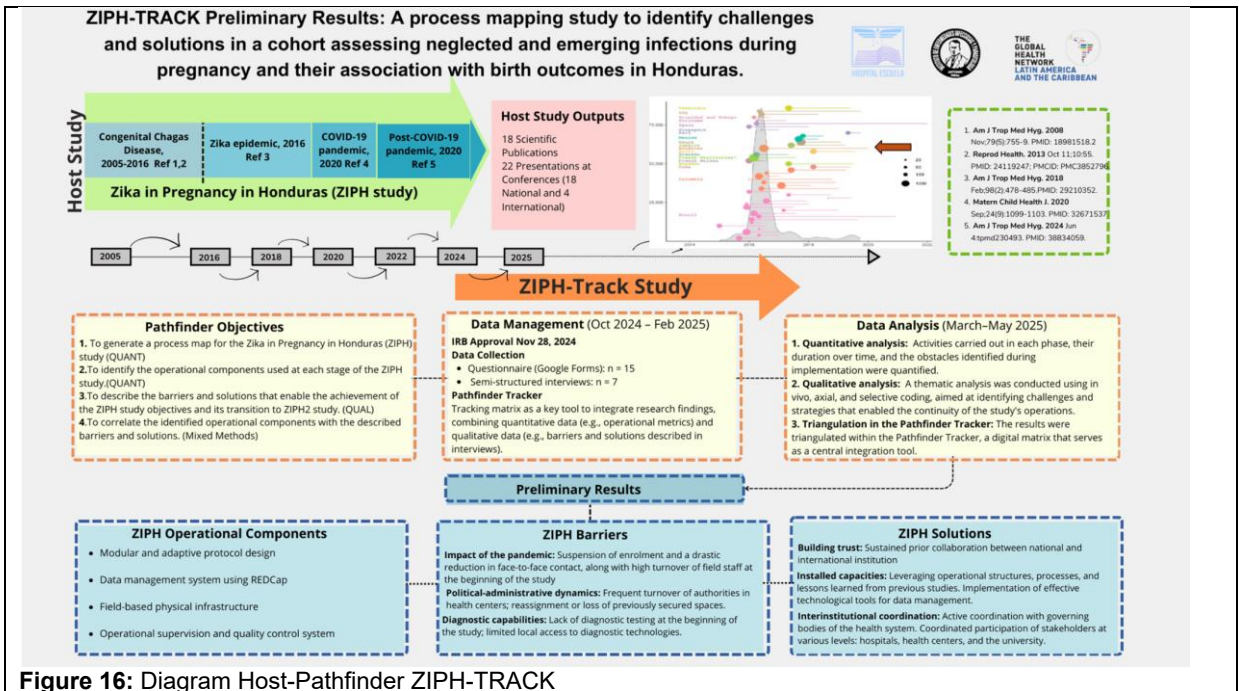 ZIPH-TRACK Preliminary Results: A process mapping study to identify challenges
and solutions in a cohort assessing neglected and emerging infections during
pregnancy and their association with birth outcomes in Honduras.
HOSPITAL ESCUELA
THE
GLOBAL
HEALTH
NETWORK
LATIN AMERICA
AND THE CARIBBEAN
Host Study
Congenital Chagas
Disease,
2005-2016 Ref 1,2
Zika epidemic, 2016
Ref 3
COVID-19
pandemic,
2020 Ref 4
Post-COVID-19
pandemic, 2020
Ref 5
Zika in Pregnancy in Honduras (ZIPH study)
Host Study Outputs
18 Scientific
Publications
22 Presentations at
Conferences (18
National and 4
International)
1. Am J Trop Med Hyg. 2008
Nov;79(5):755-9. PMID: 18981518.2
2. Reprod Health. 2013 Oct 11;10:55.
PMID: 24119247; PMCID: PMC3852796
3. Am J Trop Med Hyg. 2018
Feb;98(2):478-485.PMID: 29210352.
4. Matern Child Health J. 2020
Sep;24(9):1099-1103. PMID: 32671537
5. Am J Trop Med Hyg. 2024 Jun
4:tpmd230493. PMID: 38834059.
2005
2016
2018
2020
2022
2024
2025
ZIPH-Track Study
Pathfinder Objectives
1. To generate a process map for the Zika in Pregnancy in Honduras (ZIPH)
study (QUANT)
2.To identify the operational components used at each stage of the ZIPH
study.(QUANT)
3.To describe the barriers and solutions that enable the achievement of
the ZIPH study objectives and its transition to ZIPH2 study. (QUAL)
4.To correlate the identified operational components with the described
barriers and solutions. (Mixed Methods)
Data Management (Oct 2024 – Feb 2025)
IRB Approval Nov 28, 2024
Data Collection
• Questionnaire (Google Forms): n = 15
• Semi-structured interviews: n = 7
Pathfinder Tracker
Tracking matrix as a key tool to integrate research findings,
combining quantitative data (e.g., operational metrics) and
qualitative data (e.g., barriers and solutions described in
interviews).
Data Analysis (March–May 2025)
1. Quantitative analysis: Activities carried out in each phase, their
duration over time, and the obstacles identified during
implementation were quantified.
2. Qualitative analysis: A thematic analysis was conducted using in
vivo, axial, and selective coding, aimed at identifying challenges and
strategies that enabled the continuity of the study's operations.
3. Triangulation in the Pathfinder Tracker: The results were
triangulated within the Pathfinder Tracker, a digital matrix that serves
as a central integration tool.
Preliminary Results
ZIPH Operational Components
• Modular and adaptive protocol design
• Data management system using REDCap
• Field-based physical infrastructure
• Operational supervision and quality control system
ZIPH Barriers
Impact of the pandemic: Suspension of enrolment and a drastic
reduction in face-to-face contact, along with high turnover of field staff at
the beginning of the study
Political-administrative dynamics: Frequent turnover of authorities in
health centers; reassignment or loss of previously secured spaces.
Diagnostic capabilities: Lack of diagnostic testing at the beginning of
the study; limited local access to diagnostic technologies.
ZIPH Solutions
Building trust: Sustained prior collaboration between national and
international institution
Installed capacities: Leveraging operational structures, processes, and
lessons learned from previous studies. Implementation of effective
technological tools for data management.
Interinstitutional coordination: Active coordination with governing
bodies of the health system. Coordinated participation of stakeholders at
various levels: hospitals, health centers, and the university.
Figure 16: Diagram Host-Pathfinder ZIPH-TRACK